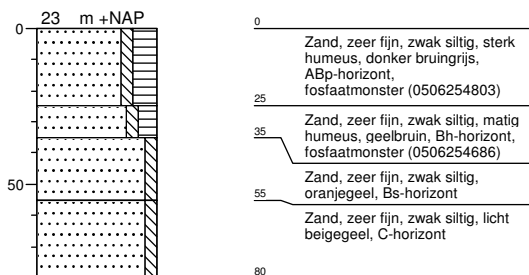 23 m +NAP
0
50
0
Zand, zeer fijn, zwak siltig, sterk
humeus, donker bruingrijs,
ABp-horizont,
fosfaatmonster (0506254803)
25
Zand, zeer fijn, zwak siltig, matig
humeus, geelbruin, Bh-horizont,
fosfaatmonster (0506254686)
35
Zand, zeer fijn, zwak siltig,
oranjegeel, Bs-horizont
55
Zand, zeer fijn, zwak siltig, licht
beigegeel, C-horizont
80